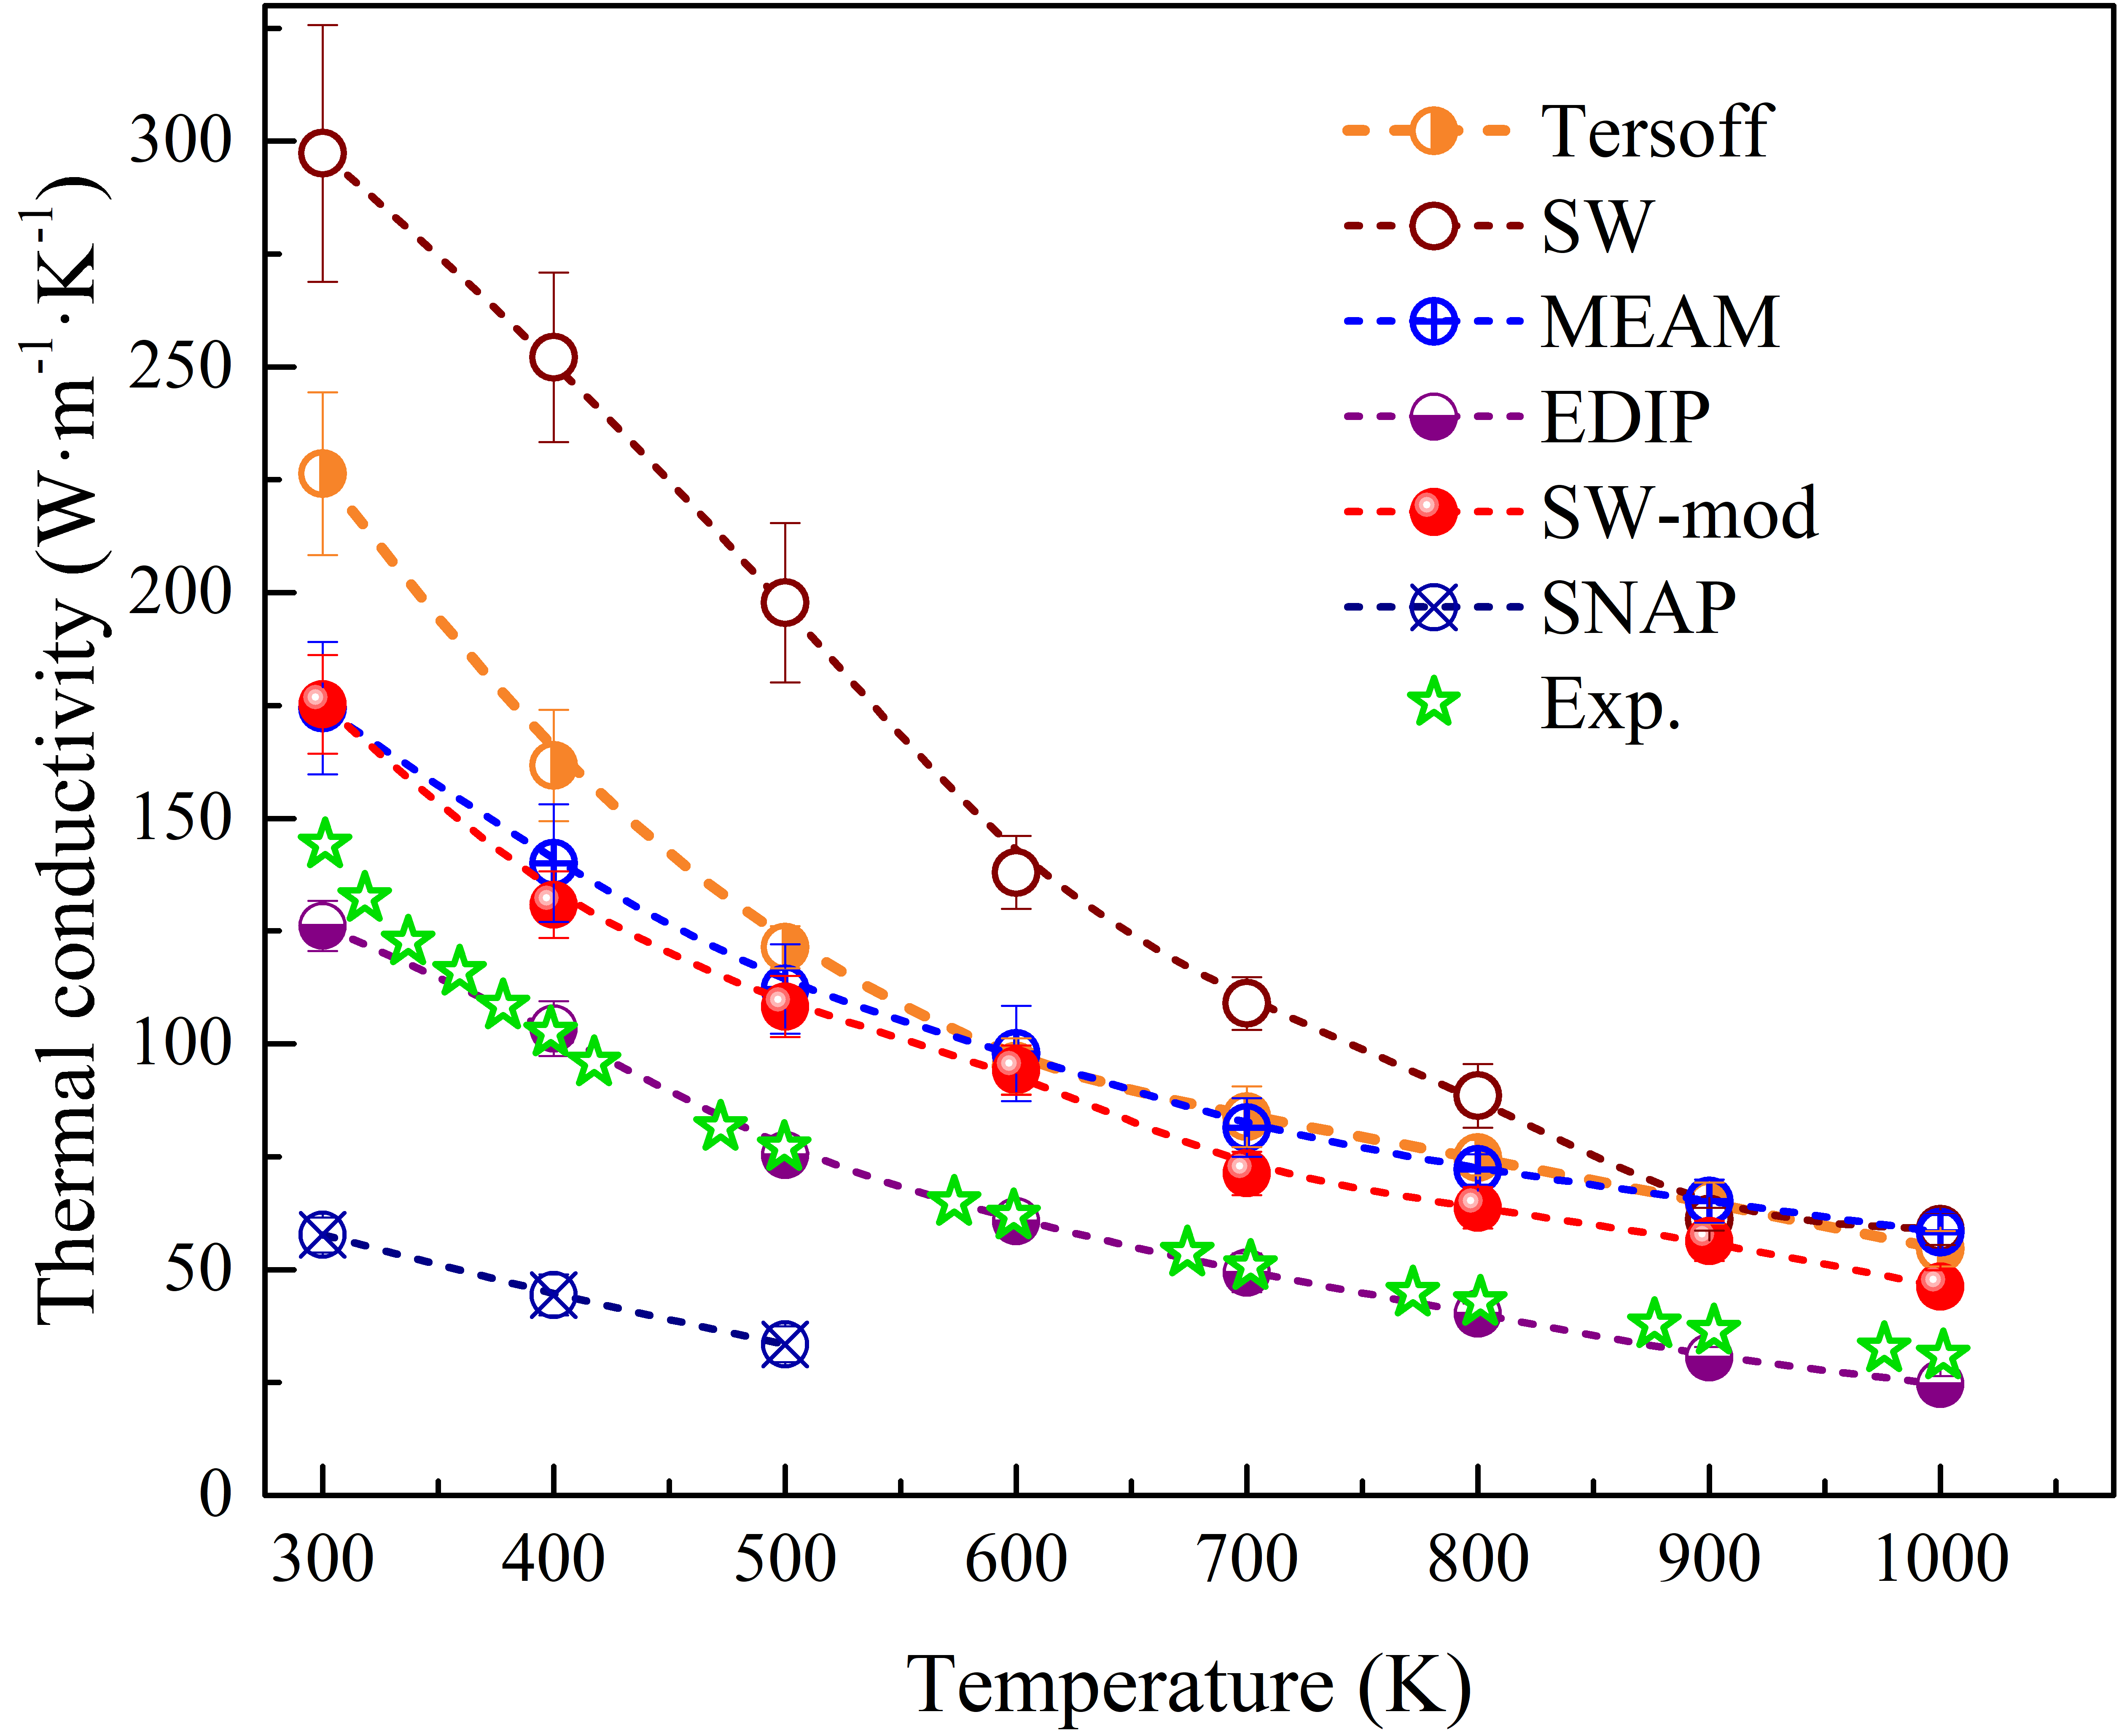 Thermal conductivity (W·m⁻¹·K⁻¹)
300
250
200
150
100
50
0
Tersoff
SW
MEAM
EDIP
SW-mod
SNAP
Exp.
300 400 500 600 700 800 900 1000
Temperature (K)